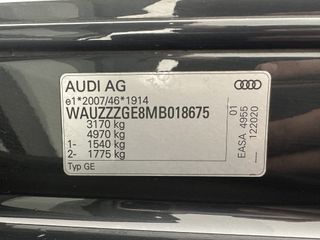 AUDI AG
e1*2007/46*1914
WAUZZZGE8MB018675
3170 kg
4970 kg
1- 1540 kg
2- 1775 kg
Typ GE
01
EASA 4955
122020